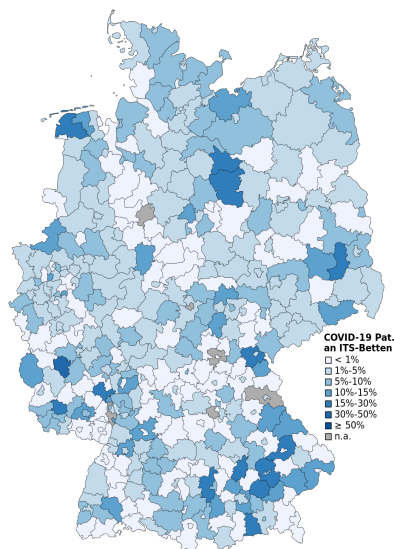 COVID-19 Pat.
an ITS-Betten
< 1%
1%-5%
5%-10%
10%-15%
15%-30%
30%-50%
≥ 50%
n.a.